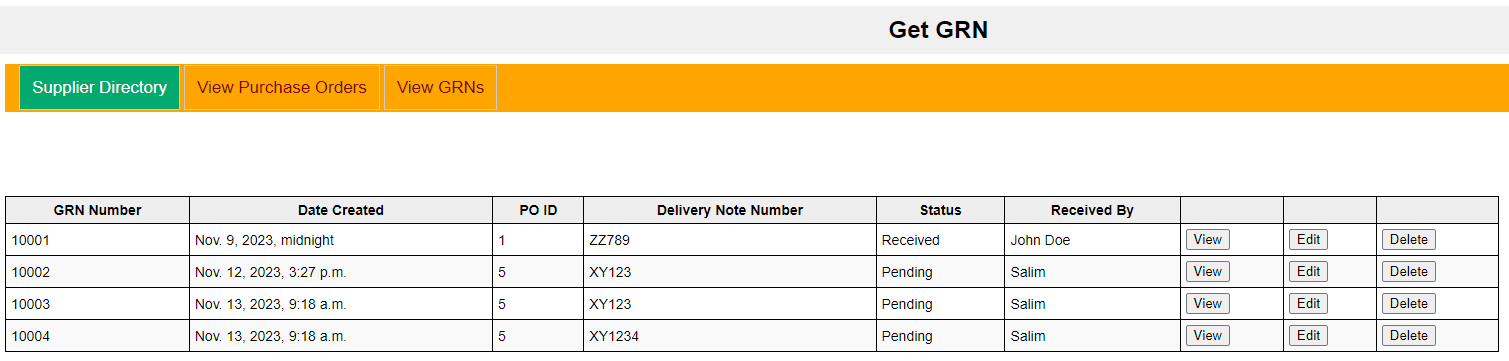 Get GRN
Supplier Directory View Purchase Orders View GRNs
GRN Number Date Created PO ID Delivery Note Number Status Received By
10001 Nov. 9, 2023, midnight 1 ZZ789 Received John Doe View Edit Delete
10002 Nov. 12, 2023, 3:27 p.m. 5 XY123 Pending Salim View Edit Delete
10003 Nov. 13, 2023, 9:18 a.m. 5 XY123 Pending Salim View Edit Delete
10004 Nov. 13, 2023, 9:18 a.m. 5 XY1234 Pending Salim View Edit Delete